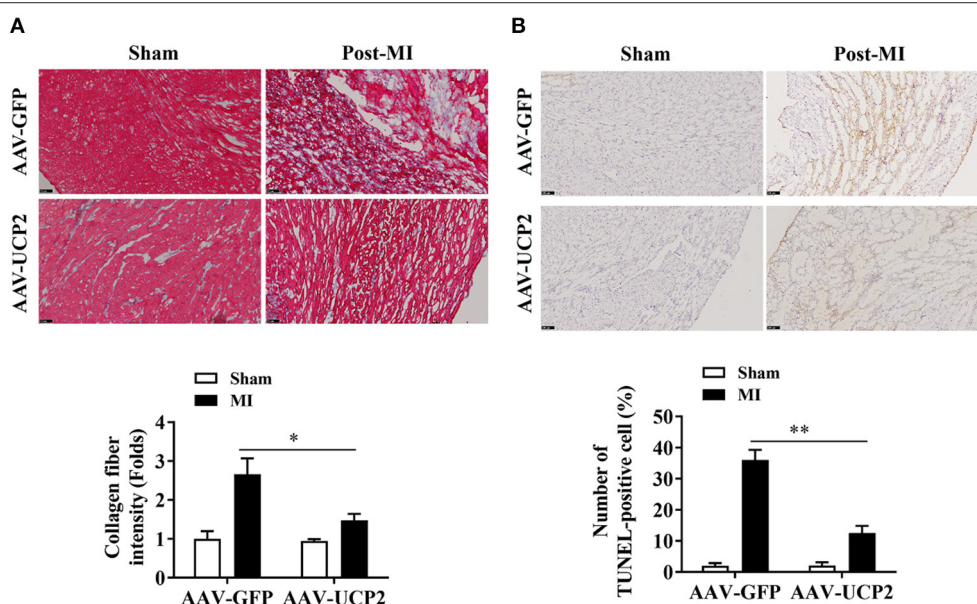 A
Sham Post-MI
AAV-GFP
AAV-UCP2
Sham
MI
Collagen fiber
intensity (Folds)
4
3
2
1
0
*
AAV-GFP AAV-UCP2
B
Sham Post-MI
AAV-GFP
AAV-UCP2
Sham
MI
Number of
TUNEL-positive cell (%)
50
40
30
20
10
0
**
AAV-GFP AAV-UCP2